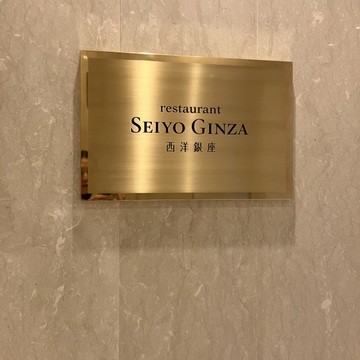 restaurant
SEIYO GINZA
西洋銀座